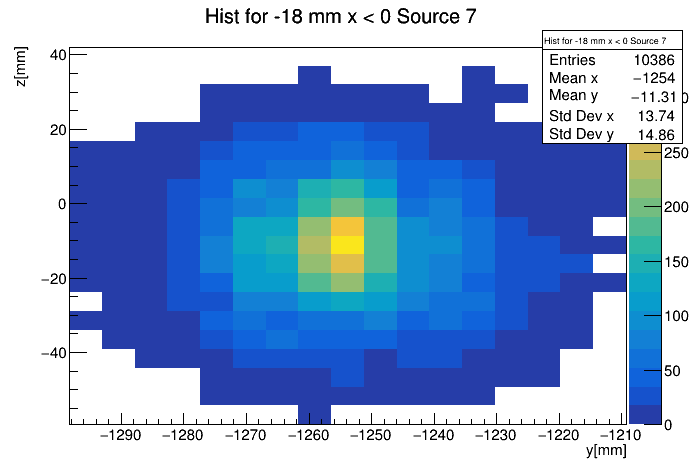 Hist for -18 mm x < 0 Source 7
z[mm]
Hist for -18 mm x < 0 Source 7
Entries 10386
Mean x −1254
Mean y −11.31
Std Dev x 13.74
Std Dev y 14.86
40
20
0
−20
−40
250
200
150
100
50
0
−1290 −1280 −1270 −1260 −1250 −1240 −1230 −1220 −1210
y[mm]